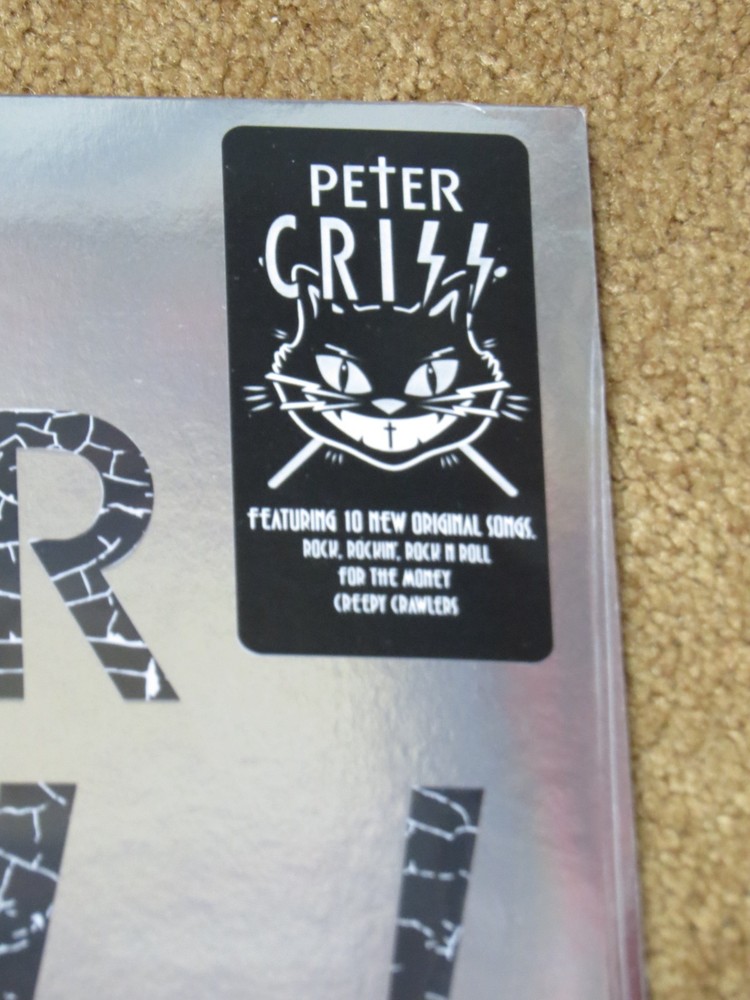 PETER
CRISS
FEATURING 10 NEW ORIGINAL SONGS.
ROCK, ROCKIN', ROCK N ROLL
FOR THE MONEY
CREEPY CRAWLERS
R